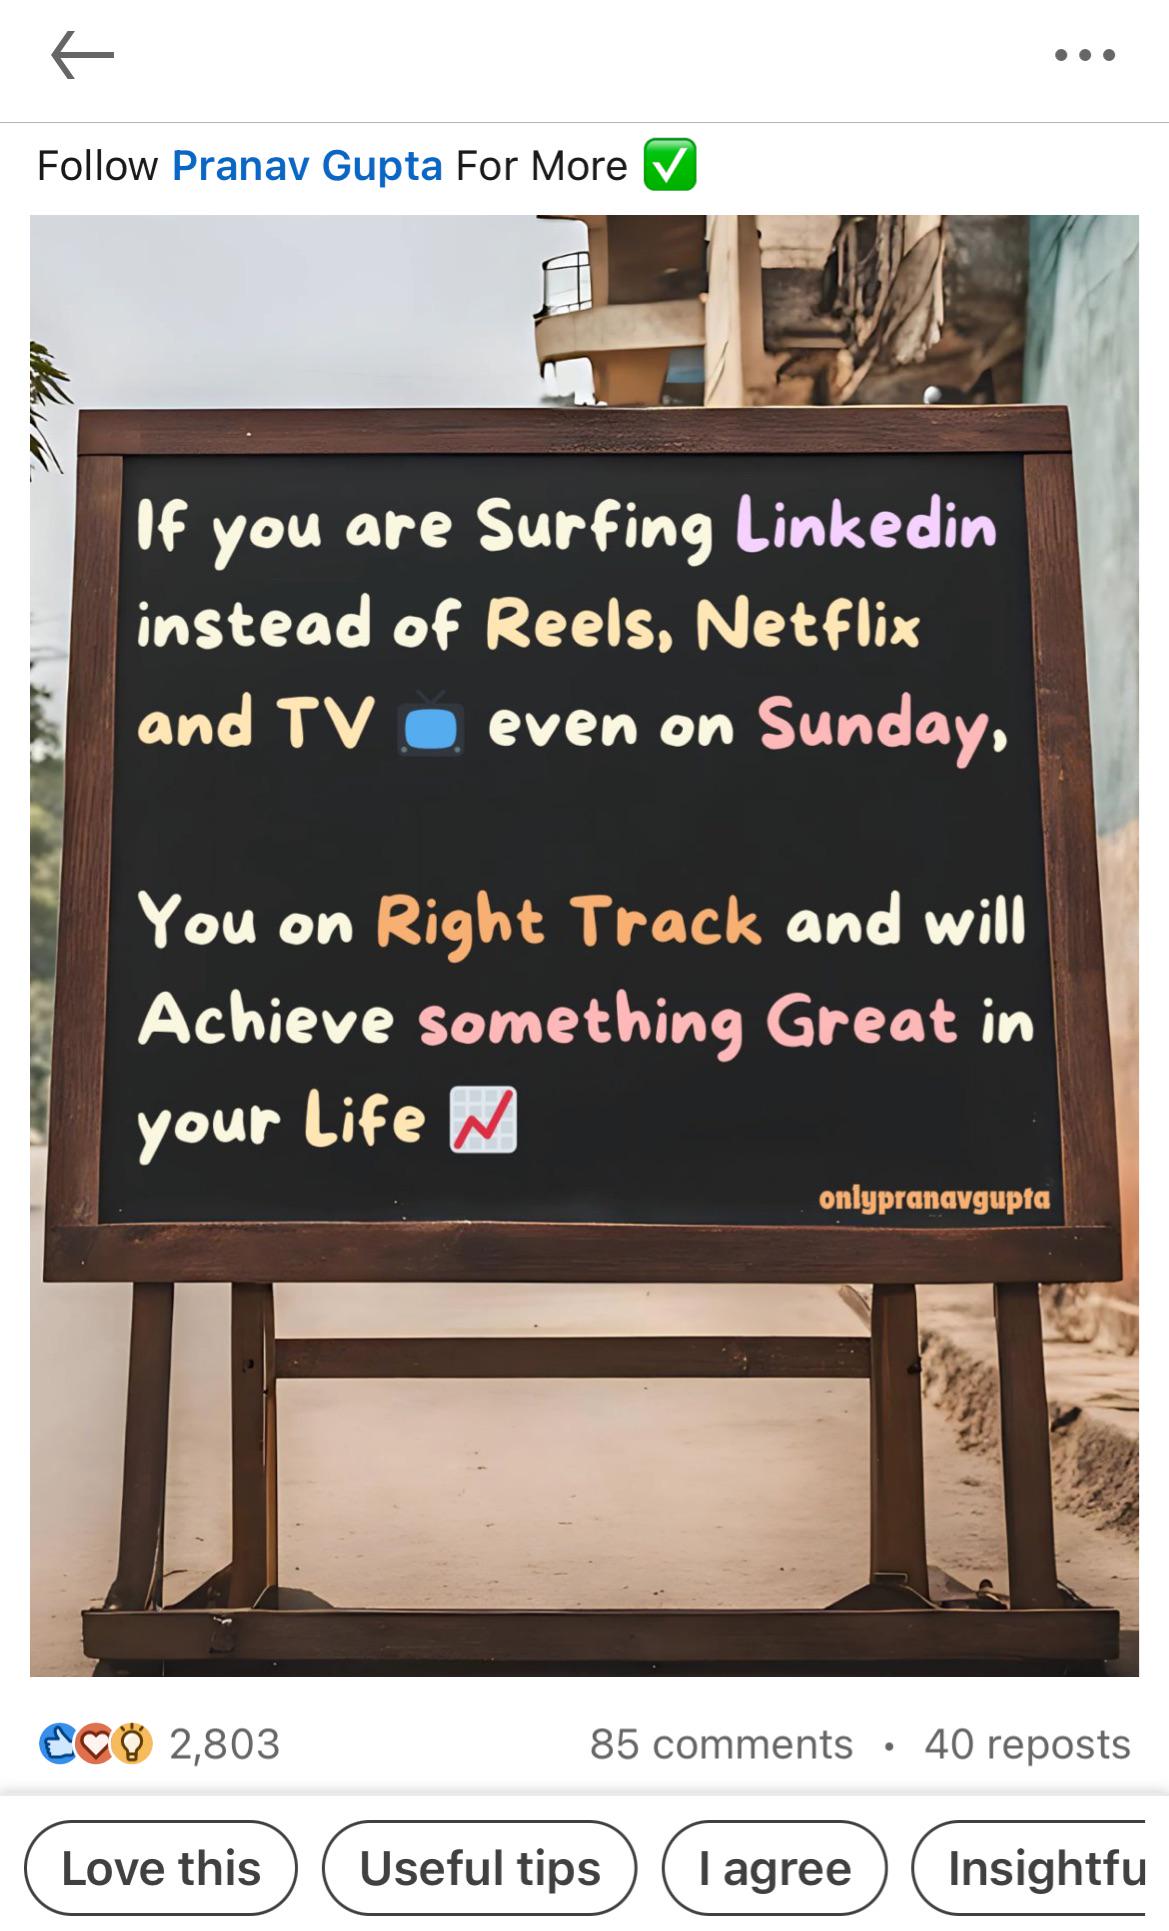 Follow Pranav Gupta For More ✅
If you are Surfing Linkedin
instead of Reels, Netflix
and TV 📺 even on Sunday,
You on Right Track and will
Achieve something Great in
your Life 📈
onlypranavgupta
2,803 85 comments • 40 reposts
Love this Useful tips I agree Insightfu